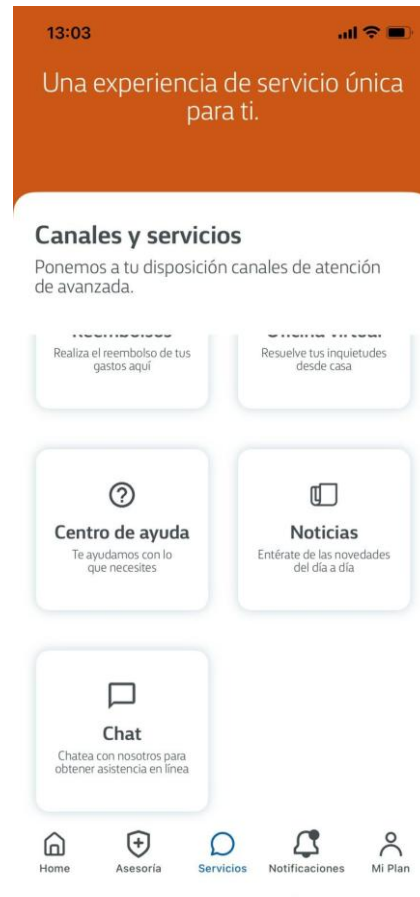 13:03
Una experiencia de servicio única
para ti.
Canales y servicios
Ponemos a tu disposición canales de atención
de avanzada.
Reembolsos
Oficina virtual
Realiza el reembolso de tus
gastos aquí
Resuelve tus inquietudes
desde casa
Centro de ayuda
Te ayudamos con lo
que necesites
Noticias
Entérate de las novedades
del día a día
Chat
Chatea con nosotros para
obtener asistencia en línea
Home
Asesoría
Servicios
Notificaciones
Mi Plan